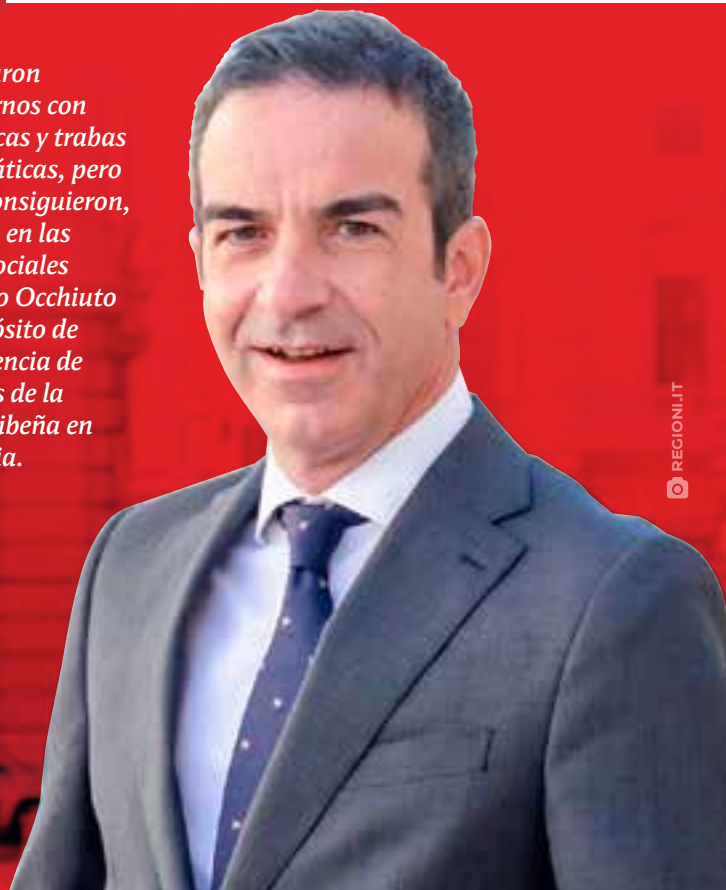 ron
rnos con
cas y trabas
áticas, pero
onsiguieron,
en las
ociales
o Occhiuto
ósito de
encia de
s de la
ibeña en
ia.
REGIONI.IT